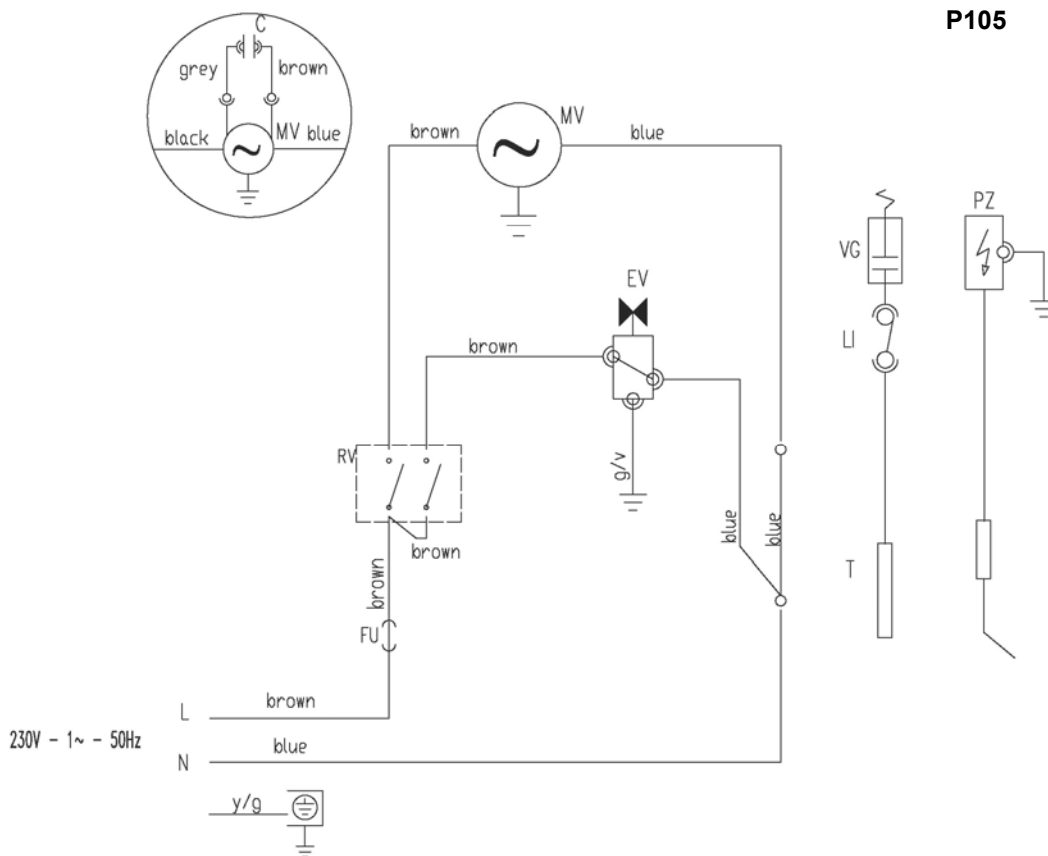 P105
C
grey
brown
black
MV
blue
brown
MV
blue
PZ
VG
EV
LI
brown
RV
g/v
blue
blue
brown
brown
T
FU
L
brown
230V - 1~ - 50Hz
N
blue
y/g